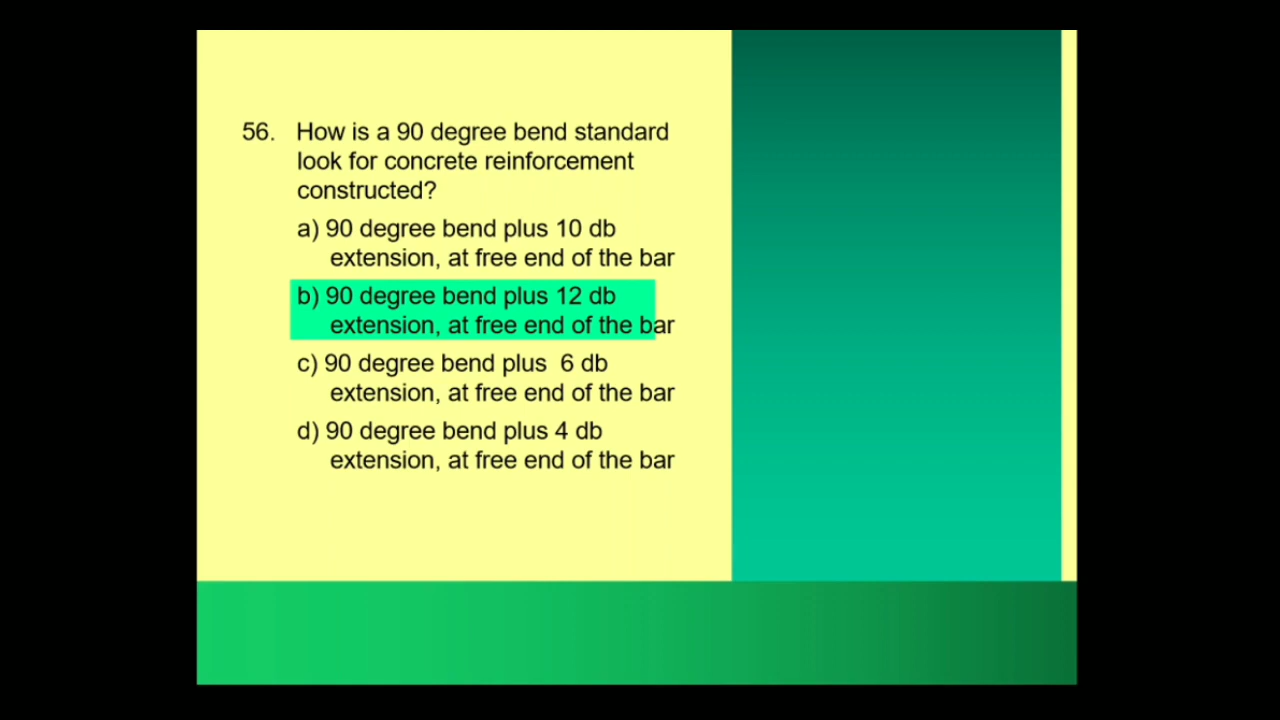 56. How is a 90 degree bend standard
look for concrete reinforcement
constructed?
a) 90 degree bend plus 10 db
extension, at free end of the bar
b) 90 degree bend plus 12 db
extension, at free end of the bar
c) 90 degree bend plus 6 db
extension, at free end of the bar
d) 90 degree bend plus 4 db
extension, at free end of the bar